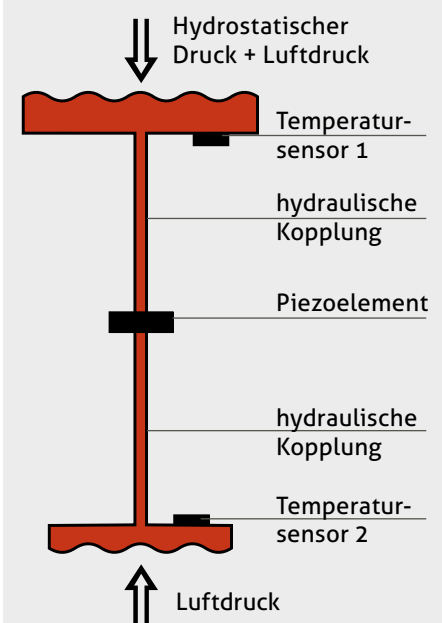 Hydrostatischer
Druck + Luftdruck
Temperatur-
sensor 1
hydraulische
Kopplung
Piezoelement
hydraulische
Kopplung
Temperatur-
sensor 2
Luftdruck